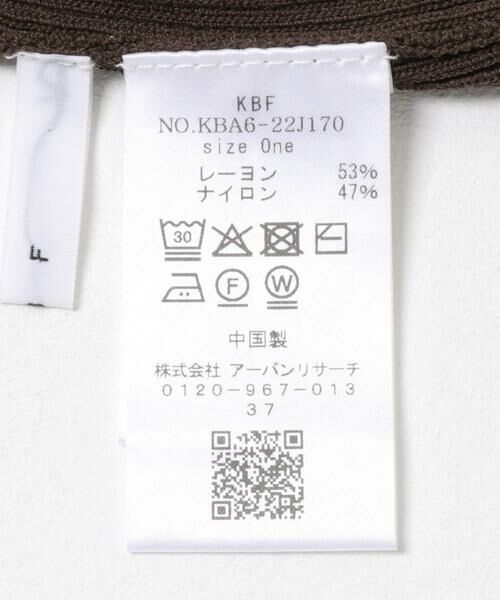 KBF
NO.KBA6-22J170
size One
レーヨン 53%
ナイロン 47%
30
F W
中国製
株式会社 アーバンリサーチ
0120-967-013
37
F